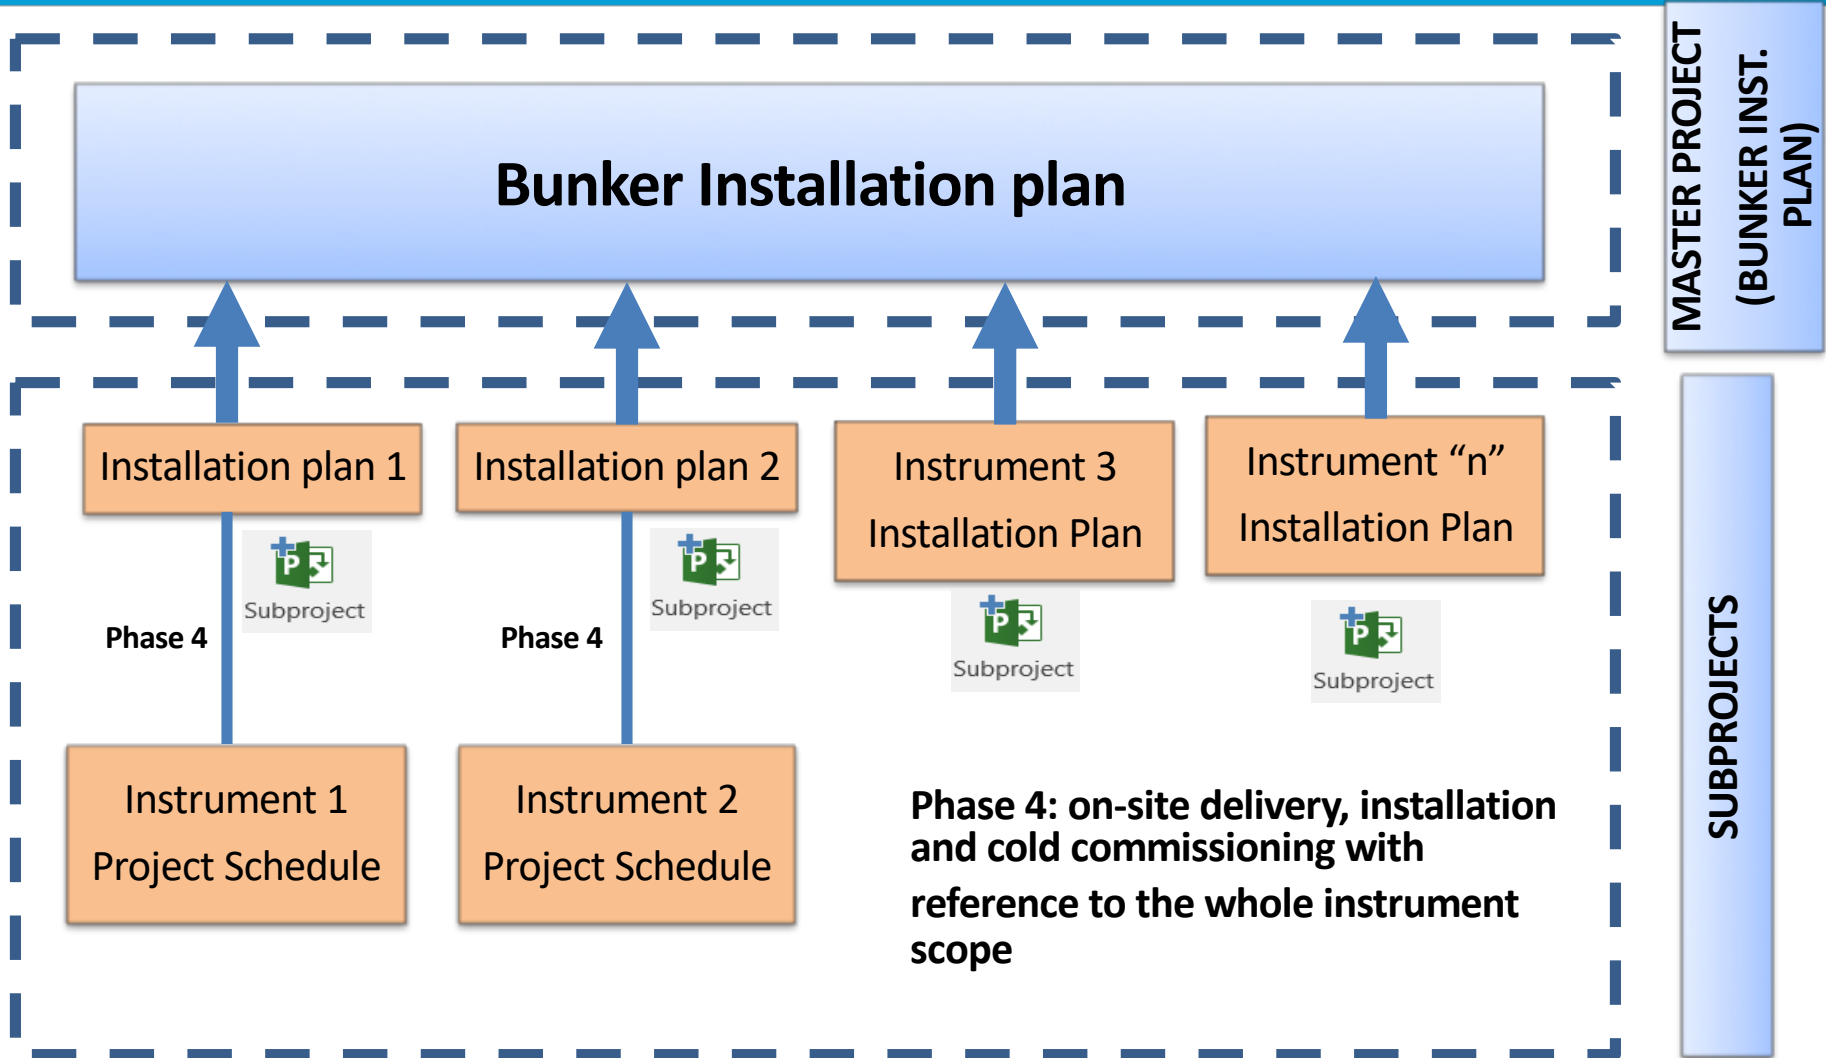 MASTER PROJECT
(BUNKER INST.
PLAN)
Bunker Installation plan
Installation plan 1
Installation plan 2
Instrument 3
Installation Plan
Instrument “n”
Installation Plan
Subproject
Subproject
Subproject
Subproject
Phase 4
Phase 4
Instrument 1
Project Schedule
Instrument 2
Project Schedule
Phase 4: on-site delivery, installation
and cold commissioning with
reference to the whole instrument
scope
SUBPROJECTS